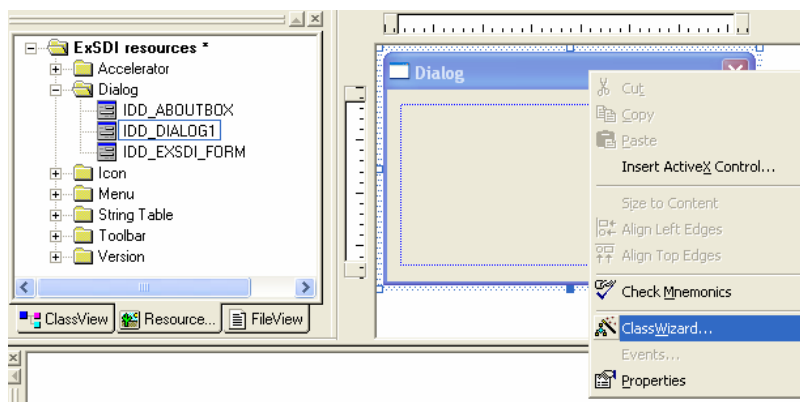 ExSDI resources *
Accelerator
Dialog
IDD_ABOUTBOX
IDD_DIALOG1
IDD_EXSDI_FORM
Icon
Menu
String Table
Toolbar
Version
ClassView
Resource...
FileView
Dialog
Cut
Copy
Paste
Insert ActiveX Control...
Size to Content
Align Left Edges
Align Top Edges
Check Mnemonics
ClassWizard...
Events...
Properties